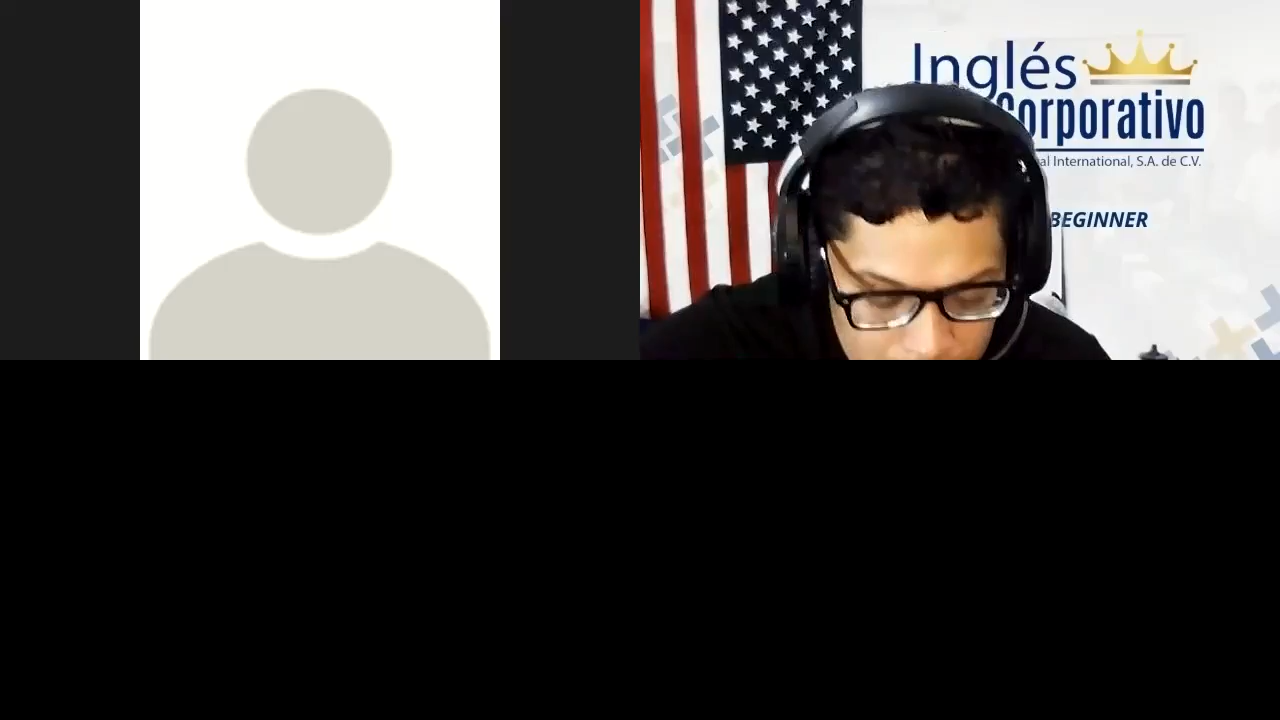 Inglés
Corporativo
International, S.A. de C.V.
BEGINNER